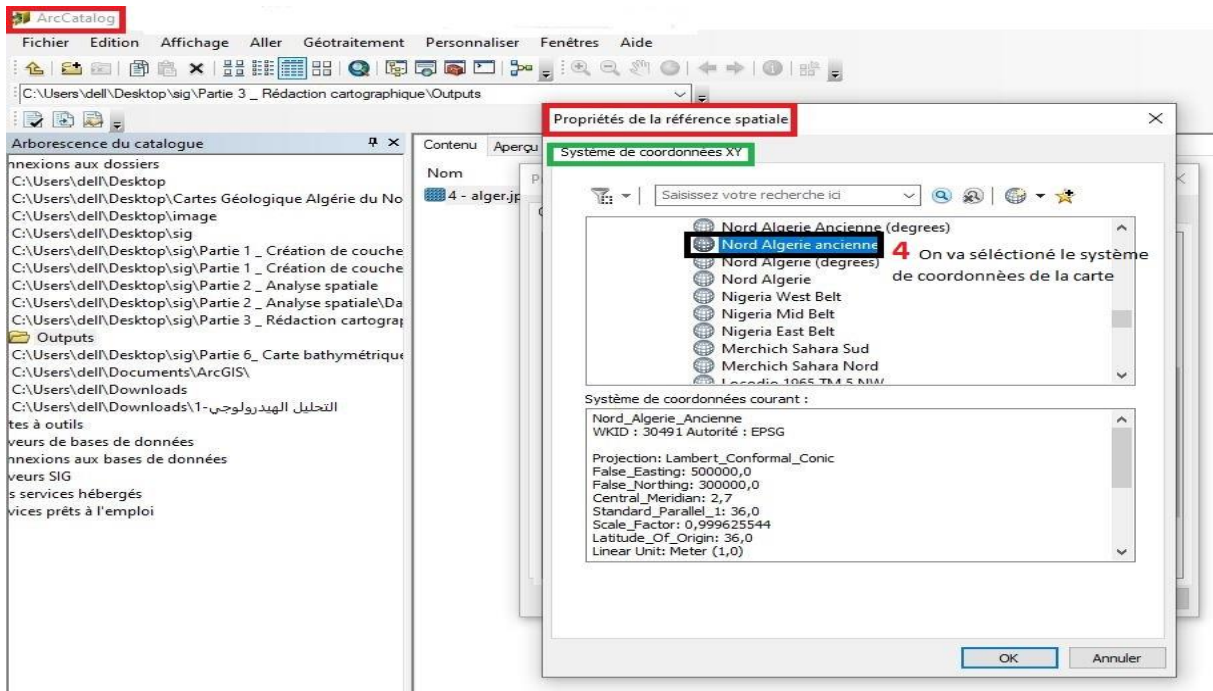 ArcCatalog
Fichier Edition Affichage Aller Géotraitement Personnaliser Fenêtres Aide
C:\Users\dell\Desktop\sig\Partie 3 _ Rédaction cartographique\Outputs
Arborescence du catalogue
nnexions aux dossiers
C:\Users\dell\Desktop
C:\Users\dell\Desktop\Cartes Géologique Algérie du No
C:\Users\dell\Desktop\image
C:\Users\dell\Desktop\sig
C:\Users\dell\Desktop\sig\Partie 1 _ Création de couche
C:\Users\dell\Desktop\sig\Partie 1 _ Création de couche
C:\Users\dell\Desktop\sig\Partie 2 _ Analyse spatiale
C:\Users\dell\Desktop\sig\Partie 2 _ Analyse spatiale\Da
C:\Users\dell\Desktop\sig\Partie 3 _ Rédaction cartograp
Outputs
C:\Users\dell\Desktop\sig\Partie 6_ Carte bathymétrique
C:\Users\dell\Documents\ArcGIS\
C:\Users\dell\Downloads
C:\Users\dell\Downloads\1-التحليل الهيدرولوجي
tes à outils
veurs de bases de données
nnexions aux bases de données
veurs SIG
s services hébergés
vices prêts à l'emploi
Contenu Aperçu
Nom
4 - alger.jp
Propriétés de la référence spatiale
Système de coordonnées XY
Saisissez votre recherche ici
Nord Algerie Ancienne (degrees)
Nord Algerie ancienne
Nord Algerie (degrees)
Nord Algerie
Nigeria West Belt
Nigeria Mid Belt
Nigeria East Belt
Merchich Sahara Sud
Merchich Sahara Nord
Locodjo 1965 TM 5 NW
4 On va séléctioné le système
de coordonnèes de la carte
Système de coordonnées courant :
Nord_Algerie_Ancienne
WKID : 30491 Autorité : EPSG
Projection: Lambert_Conformal_Conic
False_Easting: 500000,0
False_Northing: 300000,0
Central_Meridian: 2,7
Standard_Parallel_1: 36,0
Scale_Factor: 0,999625544
Latitude_Of_Origin: 36,0
Linear Unit: Meter (1,0)
OK Annuler